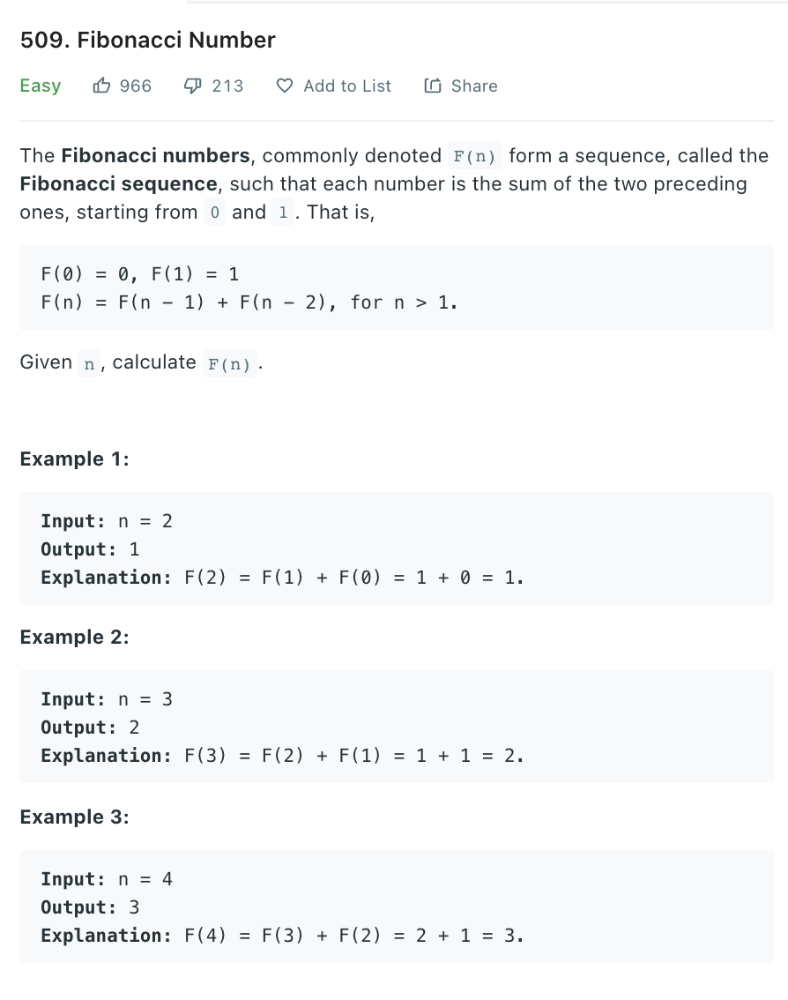 509. Fibonacci Number
Easy 966 213 Add to List Share
The Fibonacci numbers, commonly denoted F(n) form a sequence, called the
Fibonacci sequence, such that each number is the sum of the two preceding
ones, starting from 0 and 1. That is,
F(0) = 0, F(1) = 1
F(n) = F(n − 1) + F(n − 2), for n > 1.
Given n, calculate F(n).
Example 1:
Input: n = 2
Output: 1
Explanation: F(2) = F(1) + F(0) = 1 + 0 = 1.
Example 2:
Input: n = 3
Output: 2
Explanation: F(3) = F(2) + F(1) = 1 + 1 = 2.
Example 3:
Input: n = 4
Output: 3
Explanation: F(4) = F(3) + F(2) = 2 + 1 = 3.